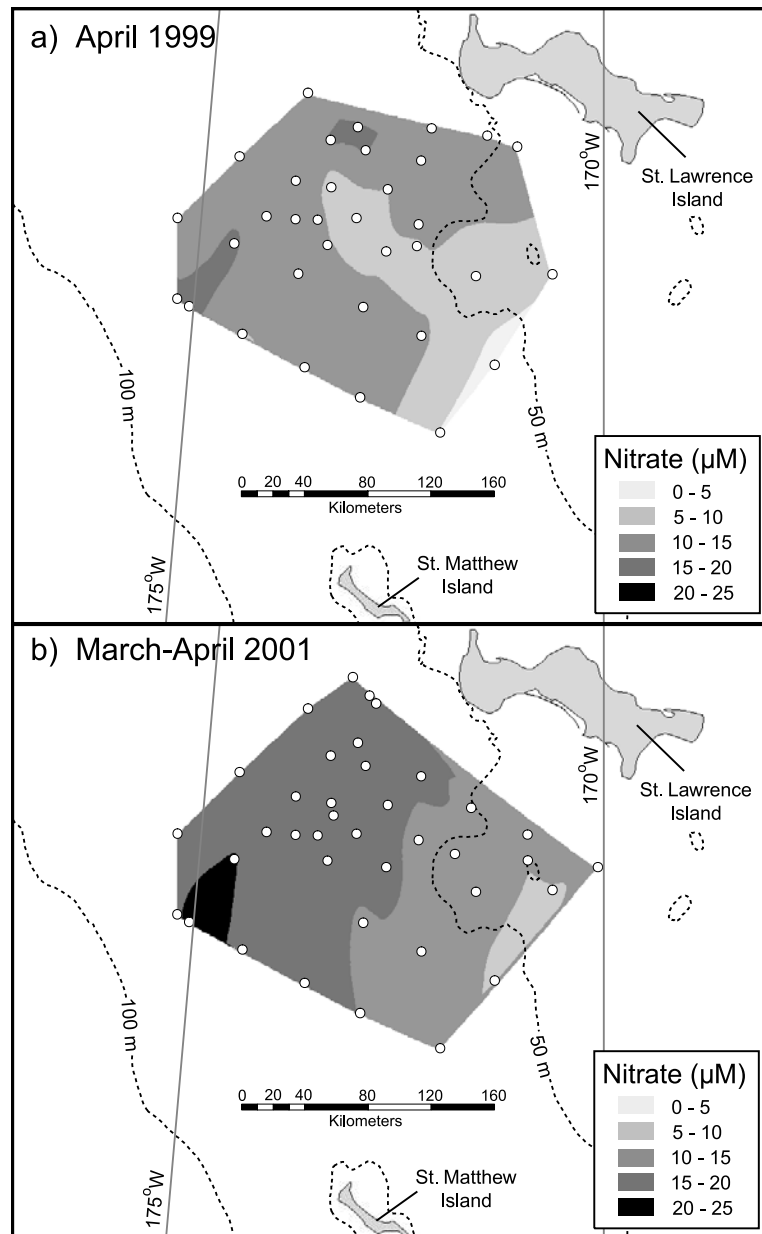 a) April 1999
170°W
St. Lawrence
Island
100 m
50 m
175°W
0 20 40 80 120 160
Kilometers
St. Matthew
Island
Nitrate (µM)
0 - 5
5 - 10
10 - 15
15 - 20
20 - 25
b) March-April 2001
170°W
St. Lawrence
Island
100 m
50 m
175°W
0 20 40 80 120 160
Kilometers
St. Matthew
Island
Nitrate (µM)
0 - 5
5 - 10
10 - 15
15 - 20
20 - 25